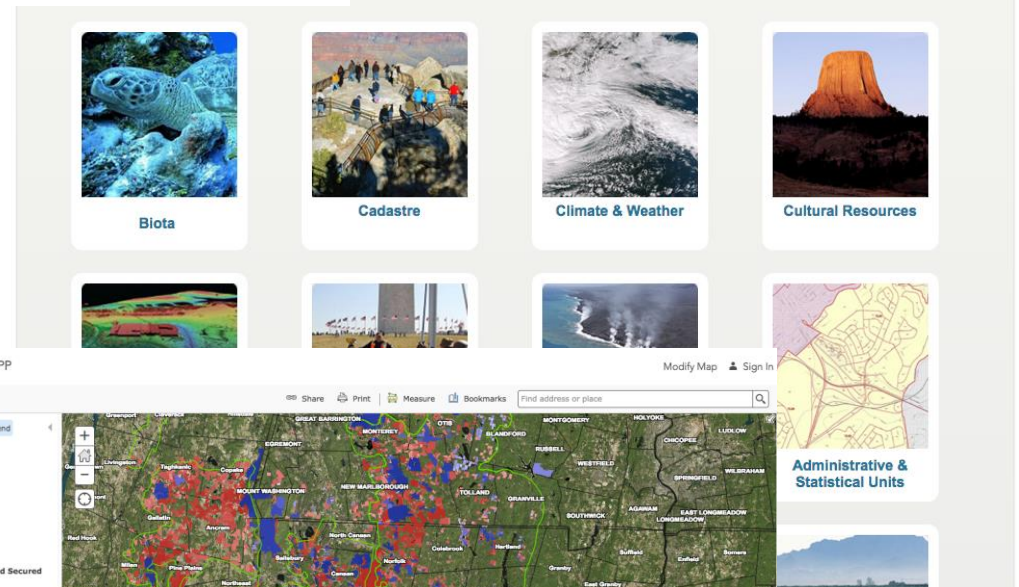 Biota
Cadastre
Climate & Weather
Cultural Resources
Administrative &
Statistical Units
PP
Modify Map
Sign In
Share
Print
Measure
Bookmarks
Find address or place
end
d Secured
GREAT BARRINGTON
OTIS
MONTEREY
BLANDFORD
MONTGOMERY
HOLYOKE
EGREMONT
RUSSELL
CHICOPEE
LUDLOW
Livingston
Taghkanic
Copake
WESTFIELD
SPRINGFIELD
WILBRAHAM
MOUNT WASHINGTON
NEW MARLBOROUGH
TOLLAND
GRANVILLE
Gallatin
Ancram
SOUTHWICK
AGAWAM
LONGMEADOW
EAST LONGMEADOW
Red Hook
North Canaan
Colebrook
Hartland
Suffield
Enfield
Somers
Milan
Pine Plains
Salisbury
Canaan
Norfolk
Granby
Northeast
East Granby